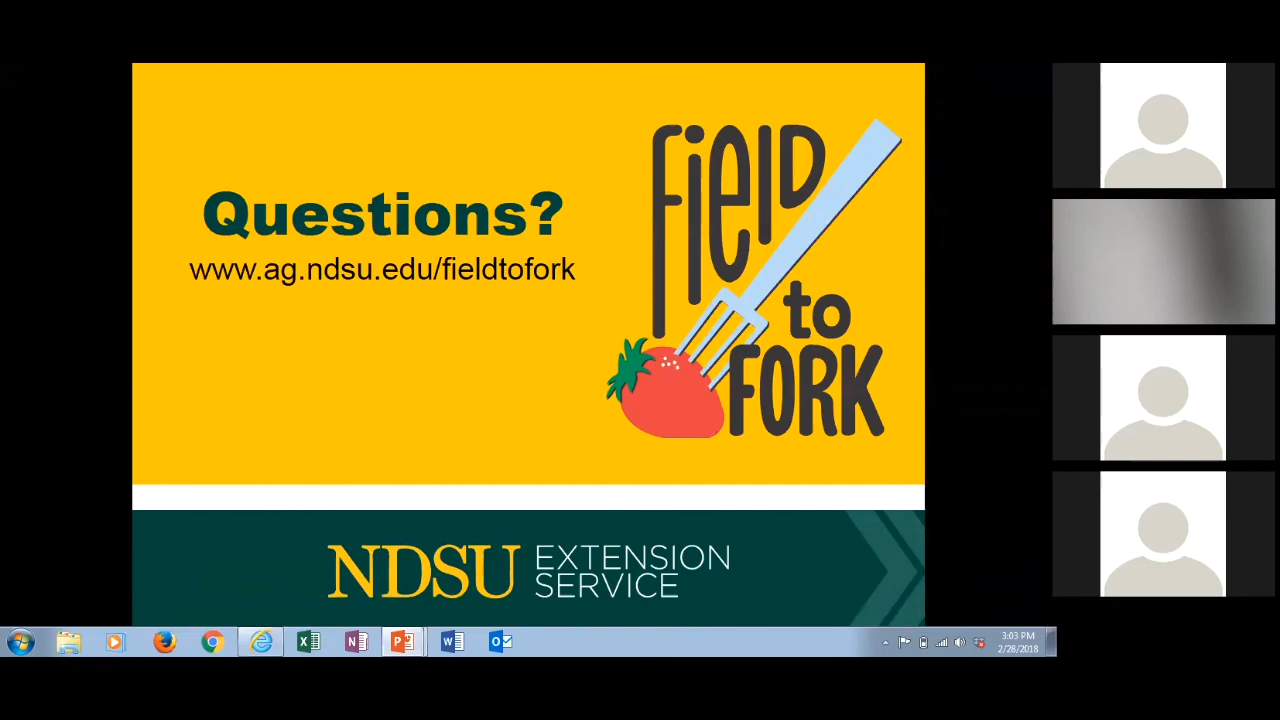 Questions?
www.ag.ndsu.edu/fieldtofork
FiELD
to
FORK
NDSU EXTENSION
SERVICE
3:03 PM
2/28/2018